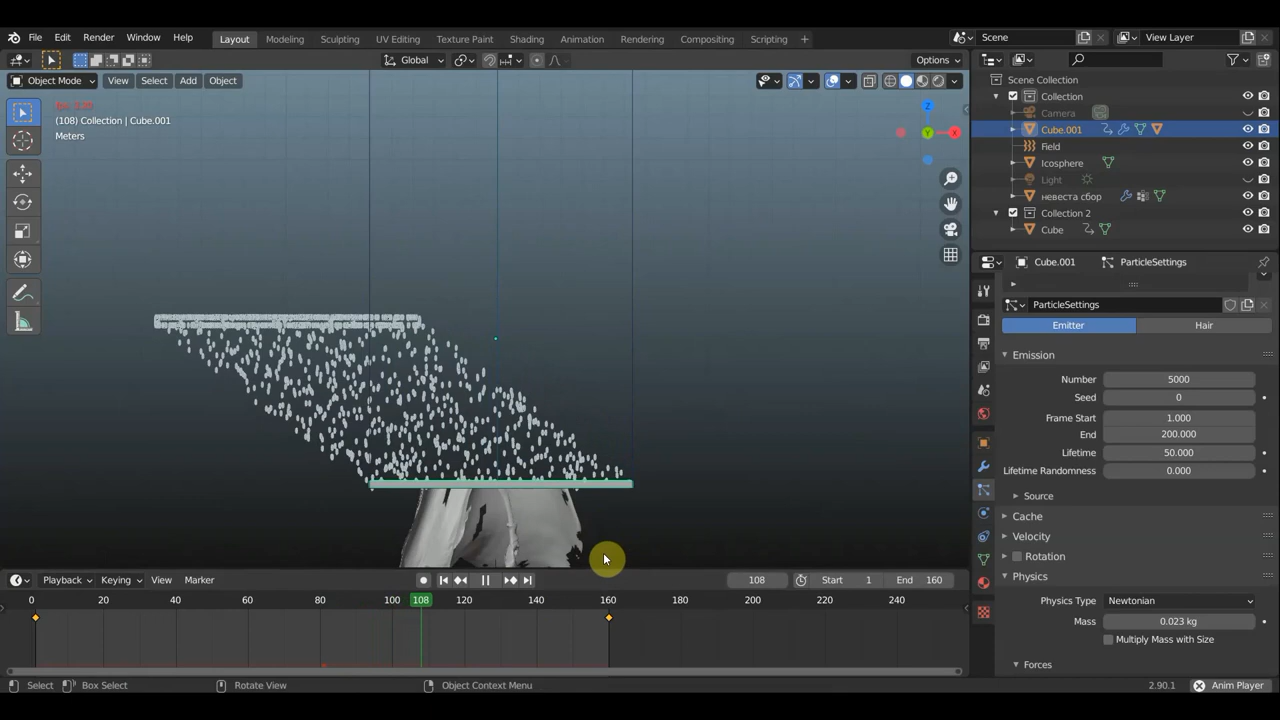 File Edit Render Window Help Layout Modeling Sculpting UV Editing Texture Paint Shading Animation Rendering Compositing Scripting Scene View Layer
Global Options
Object Mode View Select Add Object
(108) Collection | Cube.001
Meters
Z
Y
X
Scene Collection
Collection
Camera
Cube.001
Field
Icosphere
Light
невеста сбор
Collection 2
Cube
Cube.001 ParticleSettings
ParticleSettings
Emitter Hair
Emission
Number 5000
Seed 0
Frame Start 1.000
End 200.000
Lifetime 50.000
Lifetime Randomness 0.000
Source
Cache
Velocity
Rotation
Physics
Physics Type Newtonian
Mass 0.023 kg
Multiply Mass with Size
Forces
Playback Keying View Marker 108 Start 1 End 160
0 20 40 60 80 100 108 120 140 160 180 200 220 240
Select Box Select Rotate View Object Context Menu 2.90.1 Anim Player